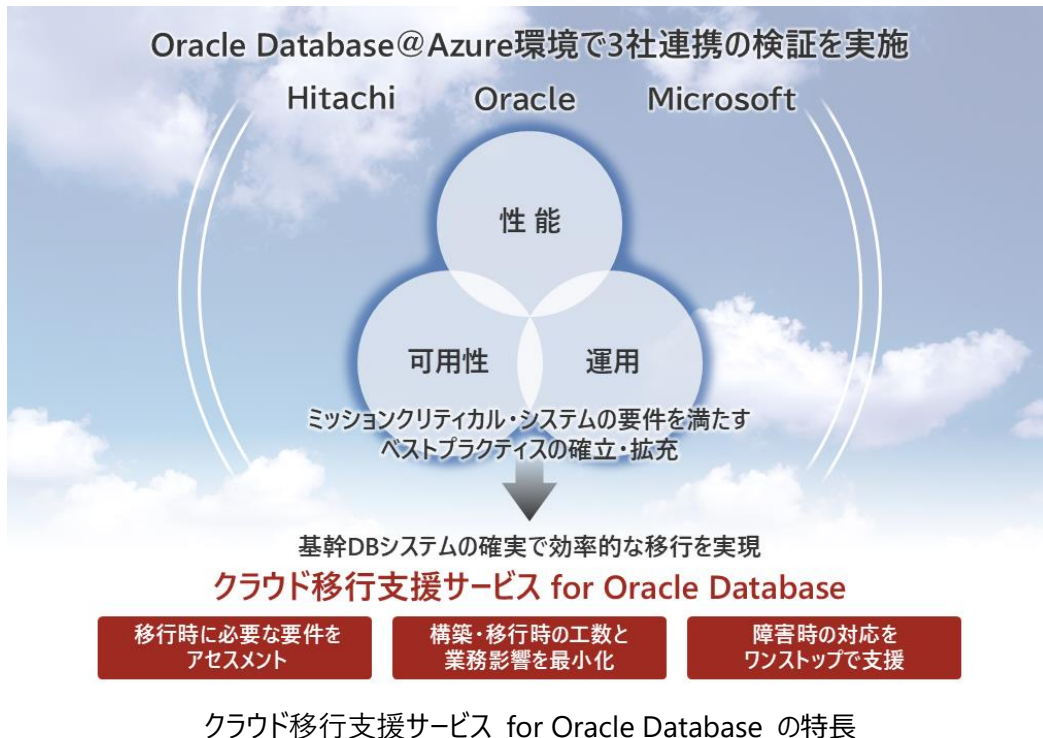 Oracle Database@Azure環境で3社連携の検証を実施
Hitachi Oracle Microsoft
性能
可用性 運用
ミッションクリティカル・システムの要件を満たす
ベストプラクティスの確立・拡充
基幹DBシステムの確実で効率的な移行を実現
クラウド移行支援サービス for Oracle Database
移行時に必要な要件を
アセスメント
構築・移行時の工数と
業務影響を最小化
障害時の対応を
ワンストップで支援
クラウド移行支援サービス for Oracle Database の特長